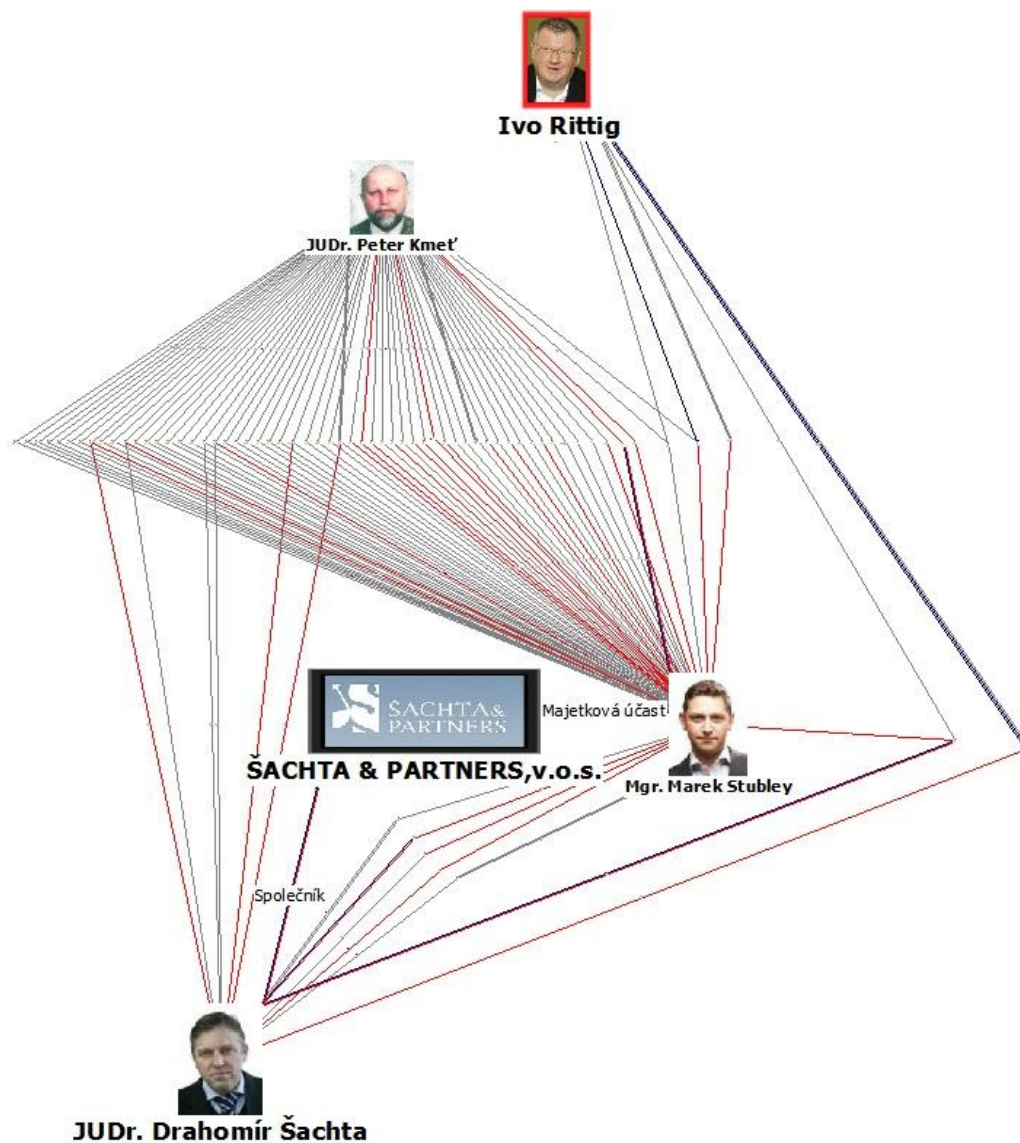 Ivo Rittig
JUDr. Peter Kmeť
ŠACHTA &
PARTNERS
Majetková účast
ŠACHTA & PARTNERS,v.o.s.
Mgr. Marek Stubley
Společník
JUDr. Drahomír Šachta